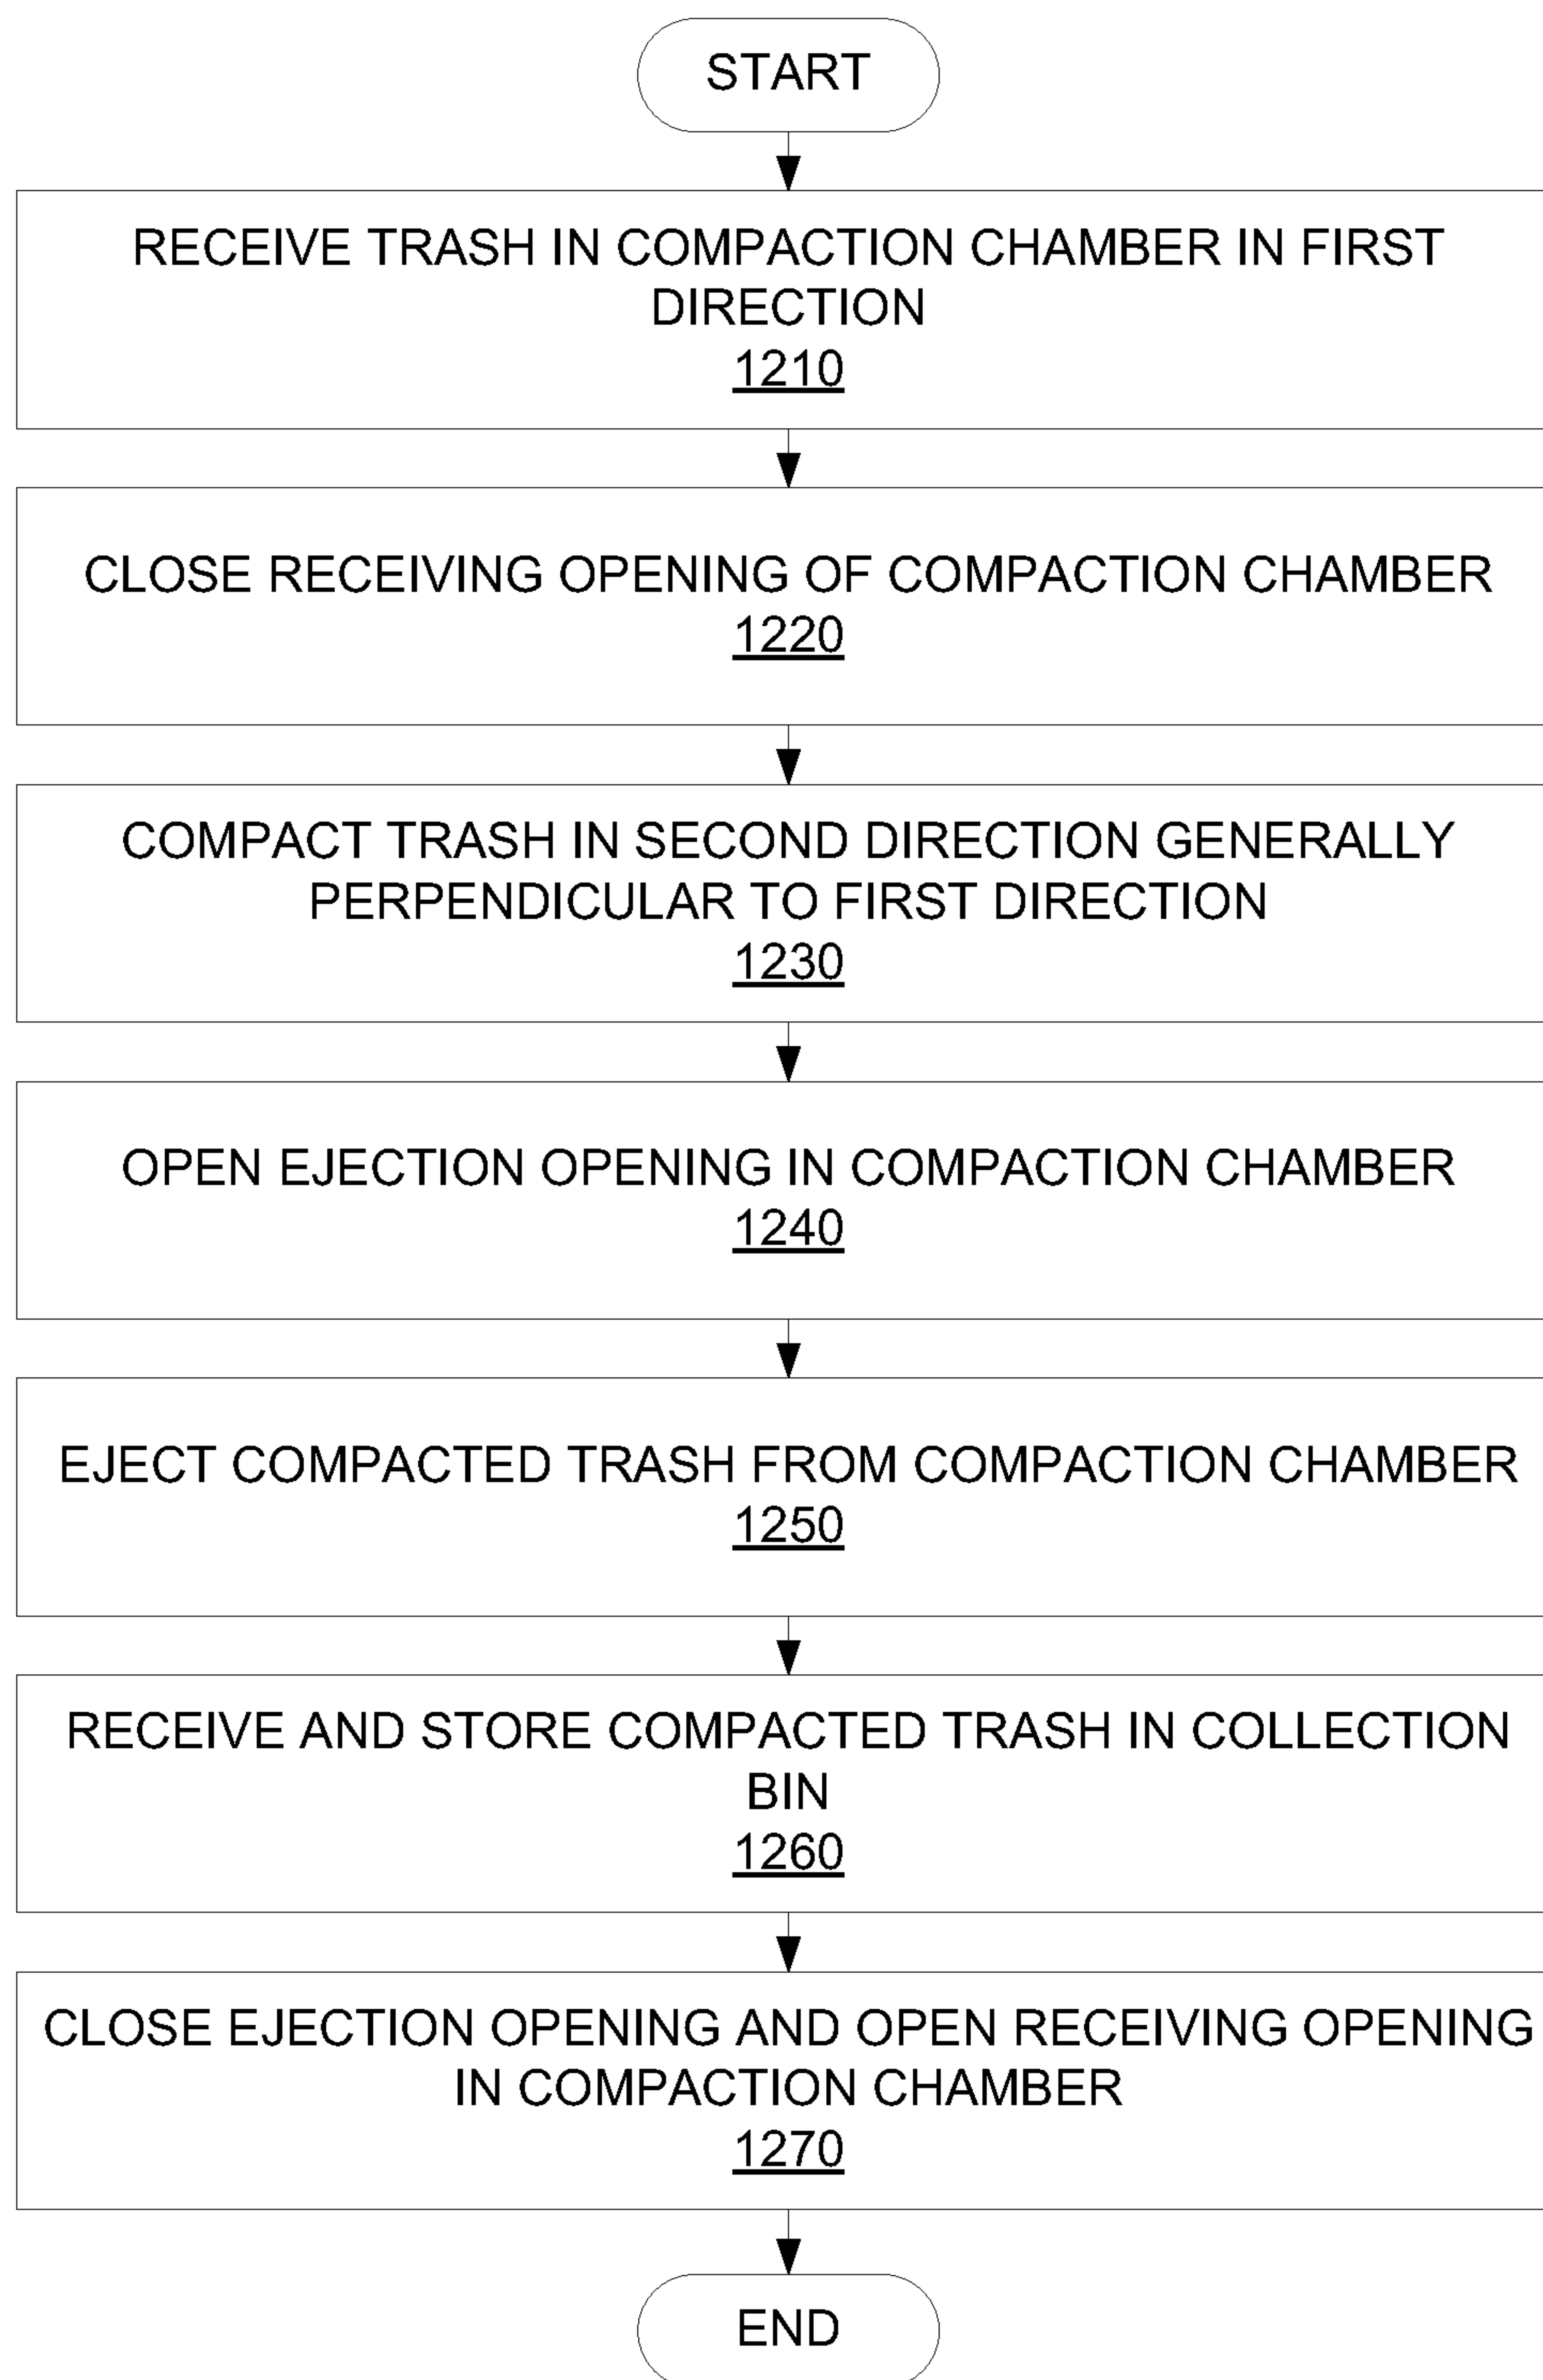 START
RECEIVE TRASH IN COMPACTION CHAMBER IN FIRST
DIRECTION
1210
CLOSE RECEIVING OPENING OF COMPACTION CHAMBER
1220
COMPACT TRASH IN SECOND DIRECTION GENERALLY
PERPENDICULAR TO FIRST DIRECTION
1230
OPEN EJECTION OPENING IN COMPACTION CHAMBER
1240
EJECT COMPACTED TRASH FROM COMPACTION CHAMBER
1250
RECEIVE AND STORE COMPACTED TRASH IN COLLECTION
BIN
1260
CLOSE EJECTION OPENING AND OPEN RECEIVING OPENING
IN COMPACTION CHAMBER
1270
END